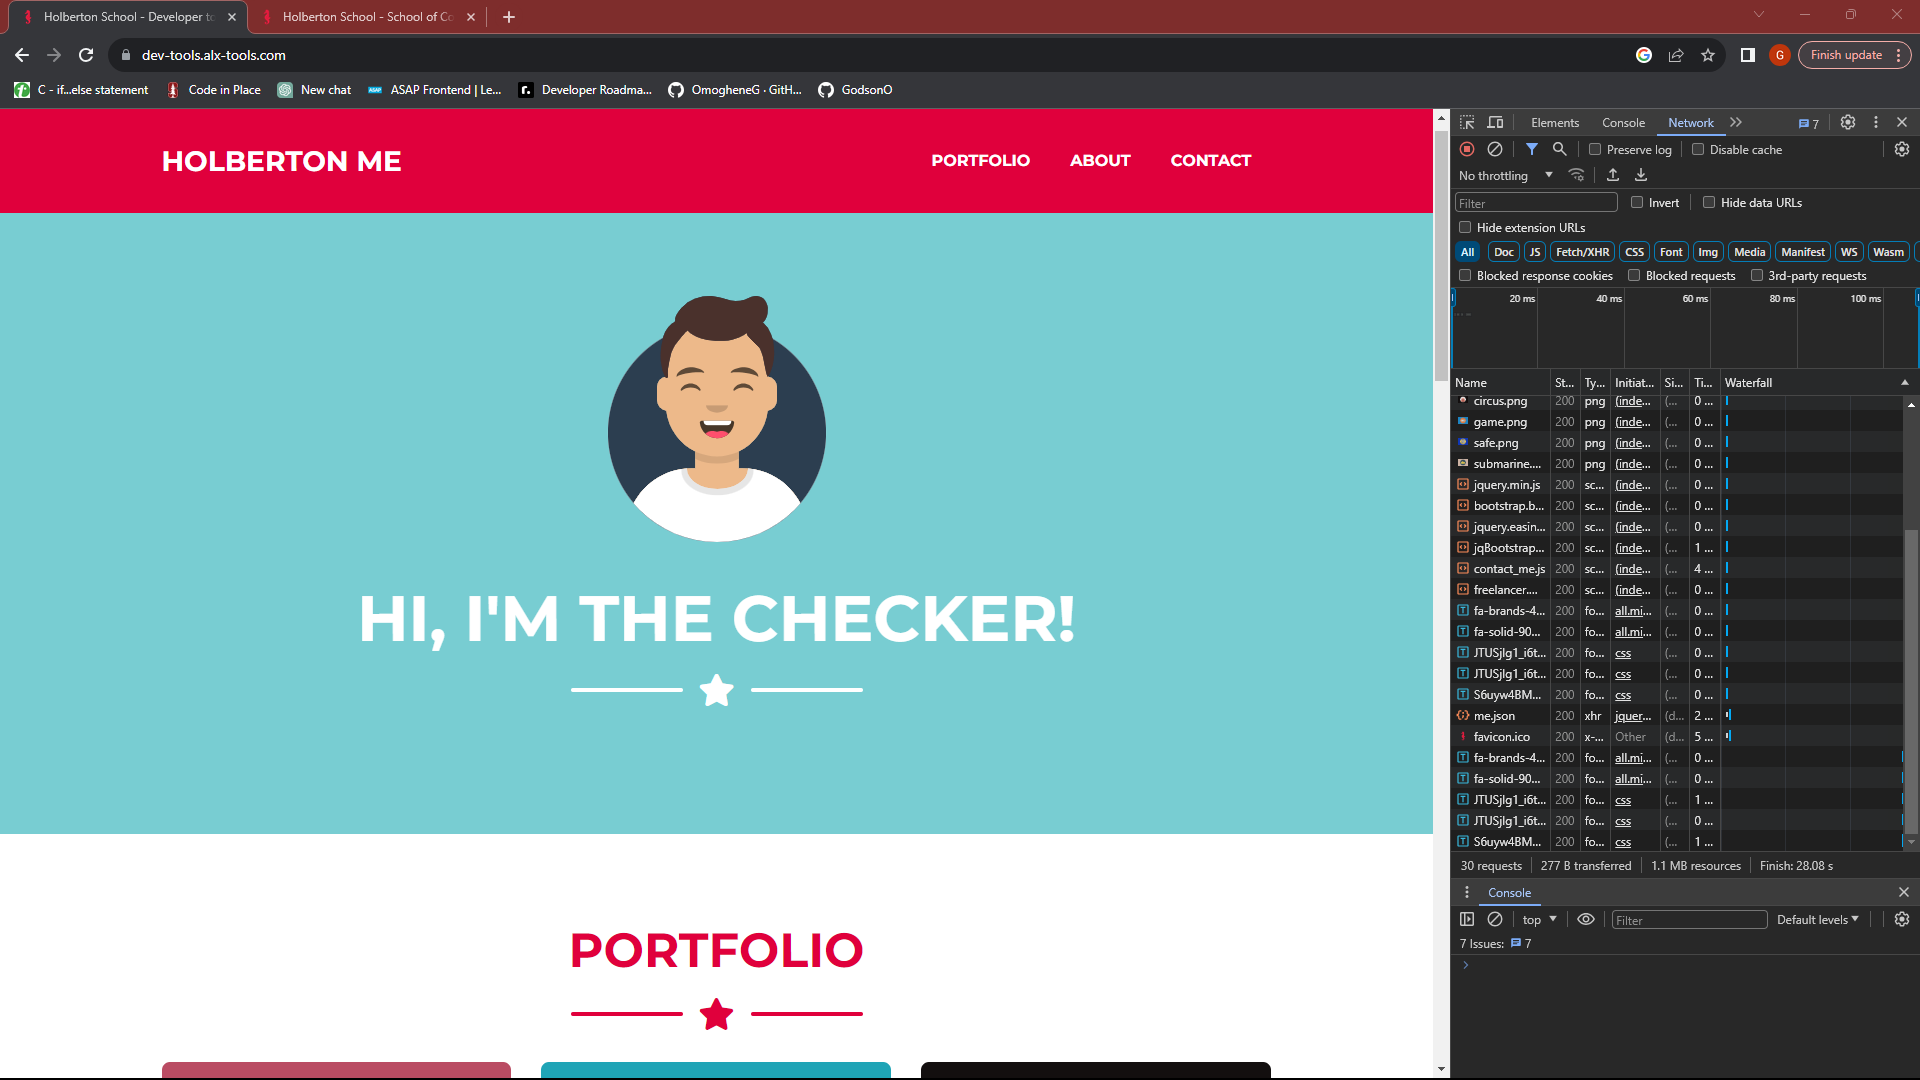 Holberton School - Developer to
Holberton School - School of Co
dev-tools.alx-tools.com
G
Finish update
C - if...else statement
Code in Place
New chat
ASAP Frontend | Le...
Developer Roadma...
OmogheneG · GitH...
GodsonO
HOLBERTON ME
PORTFOLIO
ABOUT
CONTACT
HI, I'M THE CHECKER!
PORTFOLIO
Elements Console Network 7
Preserve log Disable cache
No throttling
Filter Invert Hide data URLs
Hide extension URLs
All Doc JS Fetch/XHR CSS Font Img Media Manifest WS Wasm
Blocked response cookies Blocked requests 3rd-party requests
20 ms 40 ms 60 ms 80 ms 100 ms
Name St... Ty... Initiat... Si... Ti... Waterfall
circus.png 200 png (inde... (... 0 ...
game.png 200 png (inde... (... 0 ...
safe.png 200 png (inde... (... 0 ...
submarine.... 200 png (inde... (... 0 ...
jquery.min.js 200 sc... (inde... (... 0 ...
bootstrap.b... 200 sc... (inde... (... 0 ...
jquery.easin... 200 sc... (inde... (... 0 ...
jqBootstrap... 200 sc... (inde... (... 1 ...
contact_me.js 200 sc... (inde... (... 4 ...
freelancer.... 200 sc... (inde... (... 0 ...
fa-brands-4... 200 fo... all.mi... (... 0 ...
fa-solid-90... 200 fo... all.mi... (... 0 ...
JTUSjIg1_i6t... 200 fo... css (... 0 ...
JTUSjIg1_i6t... 200 fo... css (... 0 ...
S6uyw4BM... 200 fo... css (... 0 ...
me.json 200 xhr jquer... (d... 2 ...
favicon.ico 200 x-... Other (d... 5 ...
fa-brands-4... 200 fo... all.mi... (... 0 ...
fa-solid-90... 200 fo... all.mi... (... 0 ...
JTUSjIg1_i6t... 200 fo... css (... 1 ...
JTUSjIg1_i6t... 200 fo... css (... 0 ...
S6uyw4BM... 200 fo... css (... 1 ...
30 requests 277 B transferred 1.1 MB resources Finish: 28.08 s
Console
top Filter Default levels
7 Issues: 7